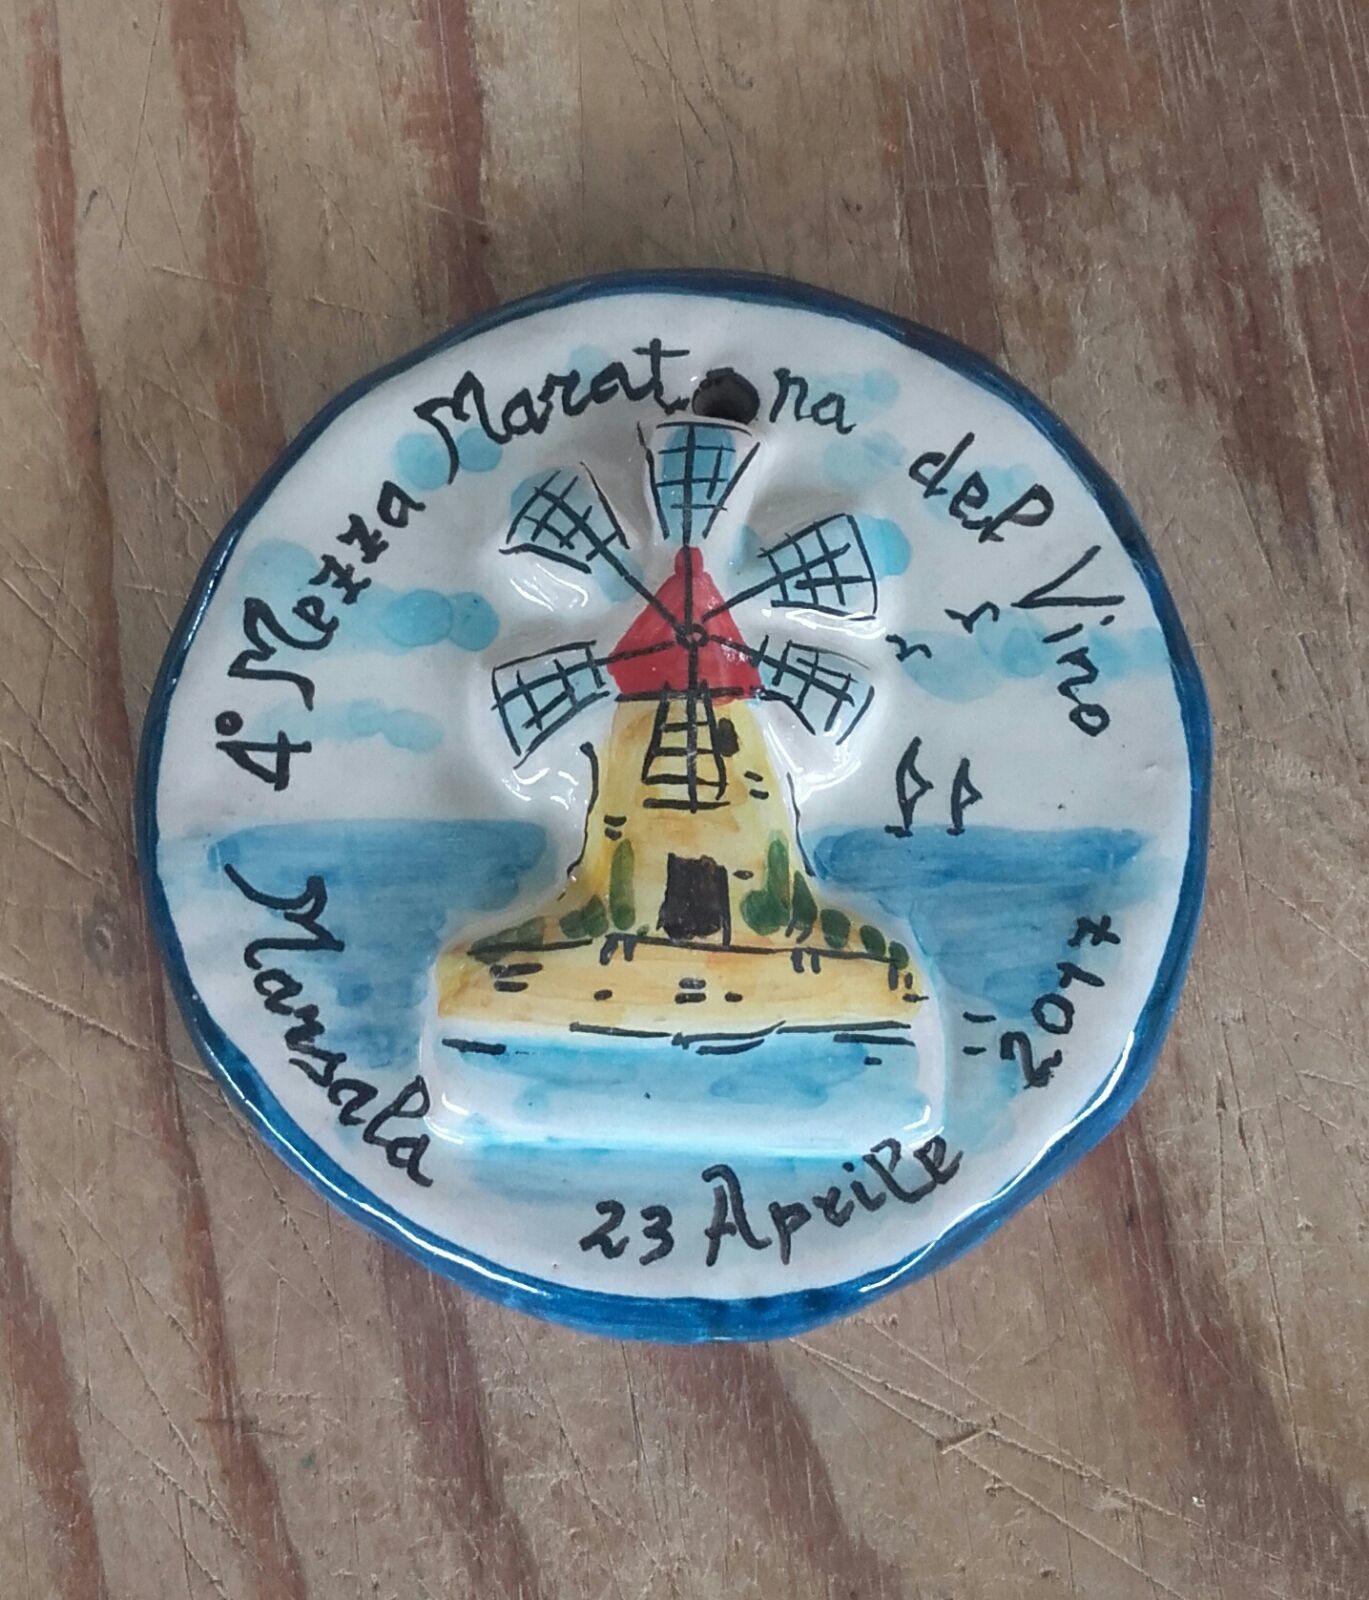 4° Mezza Maratona del Vino
Marsala 23 Aprile 2017